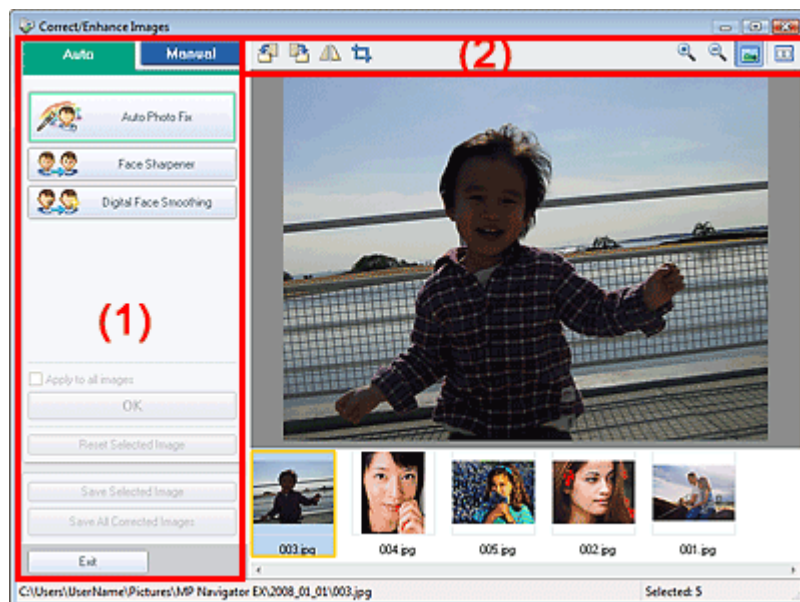 Correct/Enhance Images
Auto Manual
(2)
Auto Photo Fix
Face Sharpener
Digital Face Smoothing
(1)
Apply to all images
OK
Reset Selected Image
Save Selected Image
Save All Corrected Images
Exit
003.jpg 004.jpg 005.jpg 002.jpg 001.jpg
C:\Users\UserName\Pictures\MP Navigator EX\2008_01_01\003.jpg Selected: 5